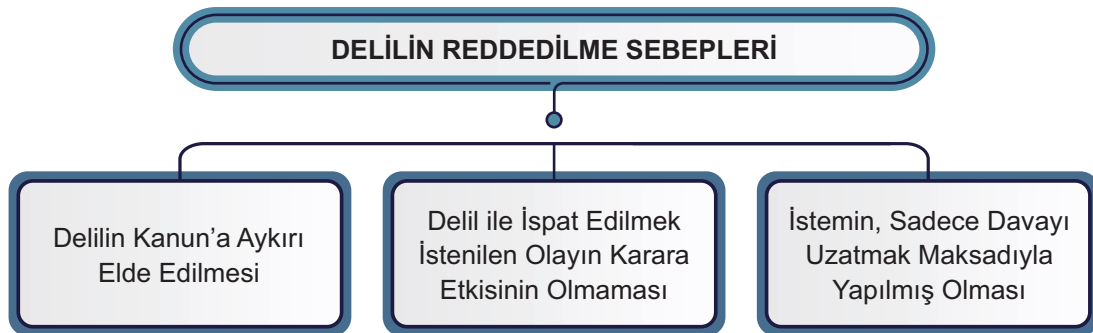 DELİLİN REDDEDİLME SEBEPLERİ
Delilin Kanun’a Aykırı
Elde Edilmesi
Delil ile İspat Edilmek
İstenilen Olayın Karara
Etkisinin Olmaması
İstemin, Sadece Davayı
Uzatmak Maksadıyla
Yapılmış Olması